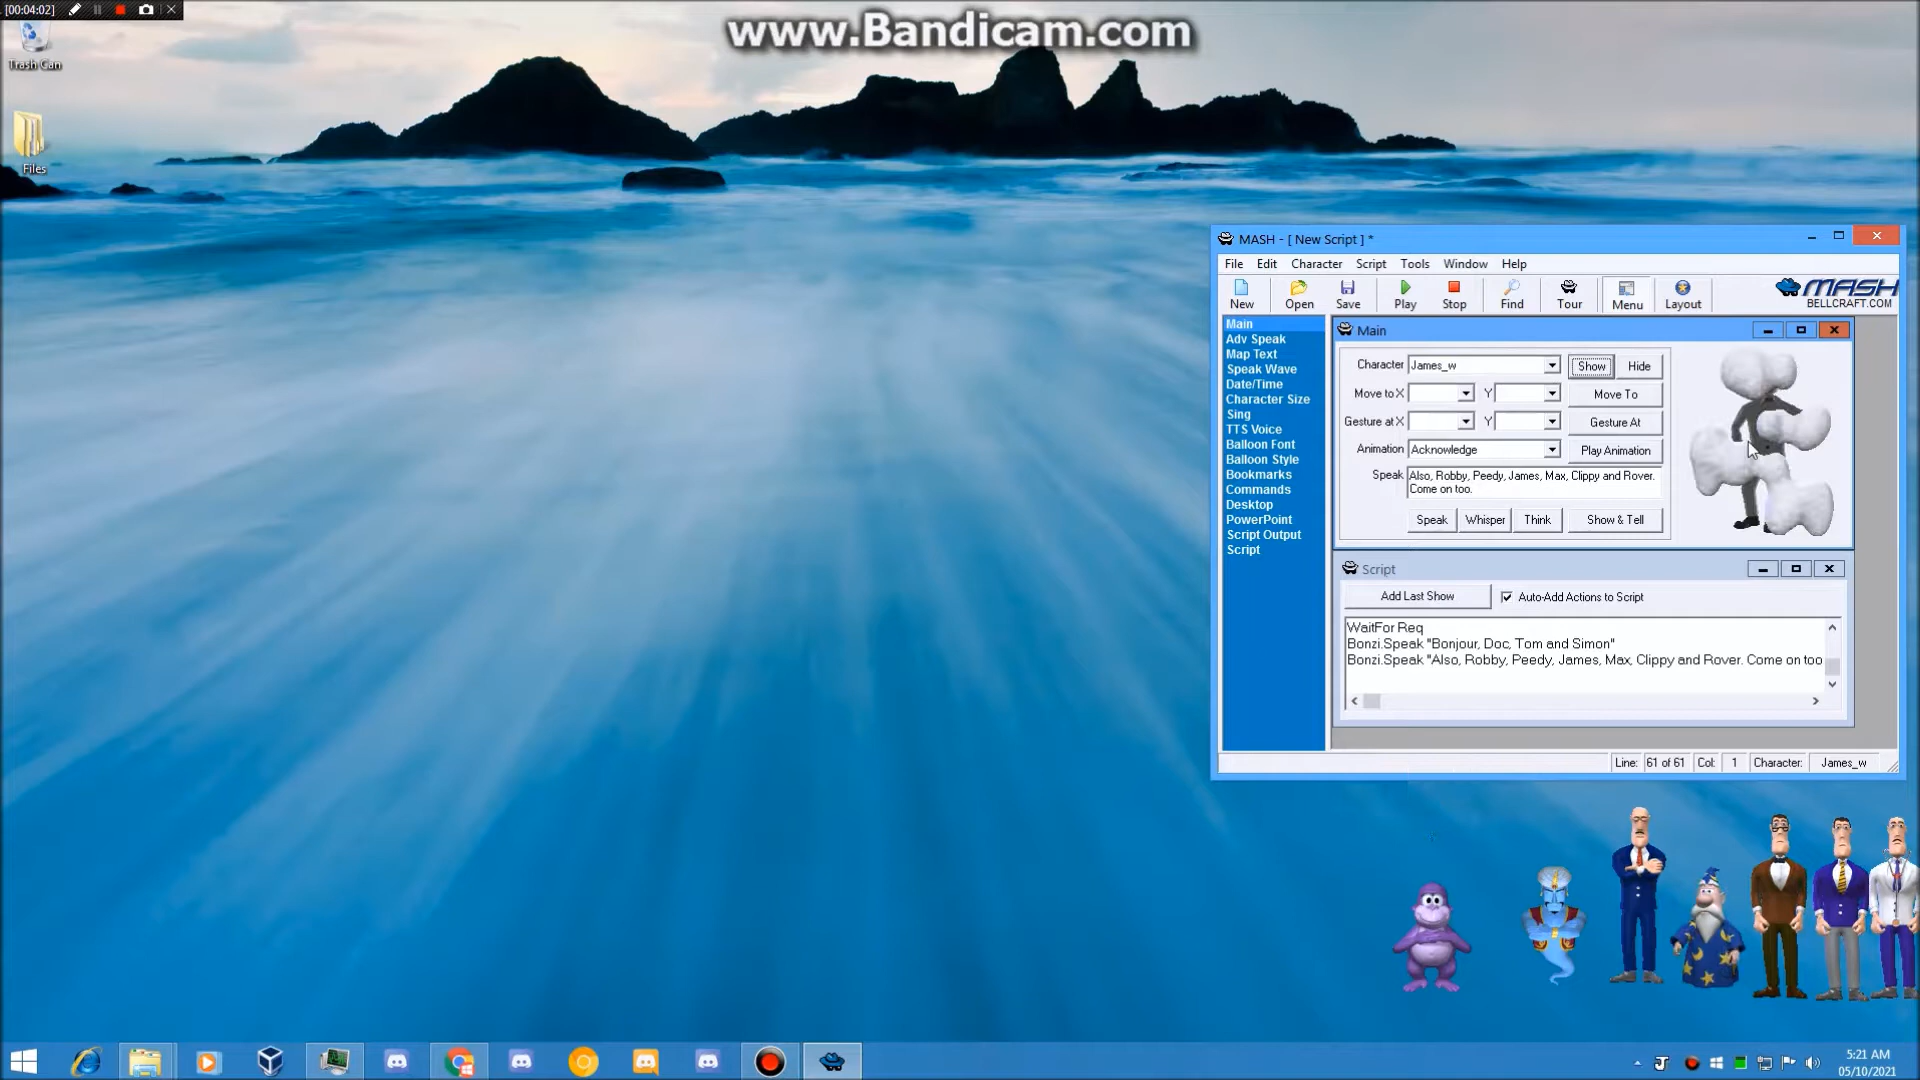 [00:04:02]
www.Bandicam.com
Trash Can
Files
MASH - [ New Script ] *
File Edit Character Script Tools Window Help
New Open Save Play Stop Find Tour Menu Layout
MASH
BELLCRAFT.COM
Main
Adv Speak
Map Text
Speak Wave
Date/Time
Character Size
Sing
TTS Voice
Balloon Font
Balloon Style
Bookmarks
Commands
Desktop
PowerPoint
Script Output
Script
Main
Character James_w Show Hide
Move to X Y Move To
Gesture at X Y Gesture At
Animation Acknowledge Play Animation
Speak Also, Robby, Peedy, James, Max, Clippy and Rover.
Come on too.
Speak Whisper Think Show & Tell
Script
Add Last Show Auto-Add Actions to Script
WaitFor Req
Bonzi.Speak "Bonjour, Doc, Tom and Simon"
Bonzi.Speak "Also, Robby, Peedy, James, Max, Clippy and Rover. Come on too
Line: 61 of 61 Col: 1 Character: James_w
5:21 AM
05/10/2021